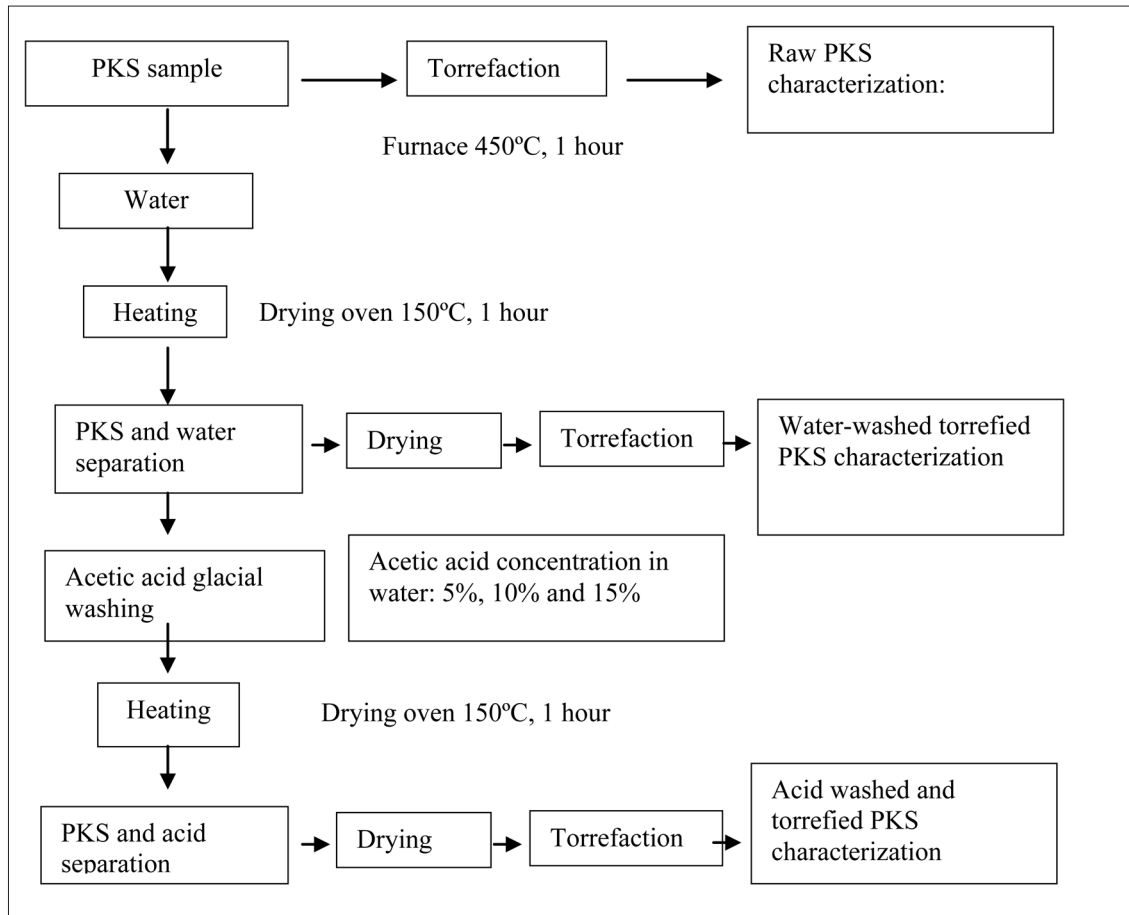 PKS sample
Torrefaction
Raw PKS
characterization:
Furnace 450ºC, 1 hour
Water
Heating
Drying oven 150ºC, 1 hour
PKS and water
separation
Drying
Torrefaction
Water-washed torrefied
PKS characterization
Acetic acid glacial
washing
Acetic acid concentration in
water: 5%, 10% and 15%
Heating
Drying oven 150ºC, 1 hour
PKS and acid
separation
Drying
Torrefaction
Acid washed and
torrefied PKS
characterization